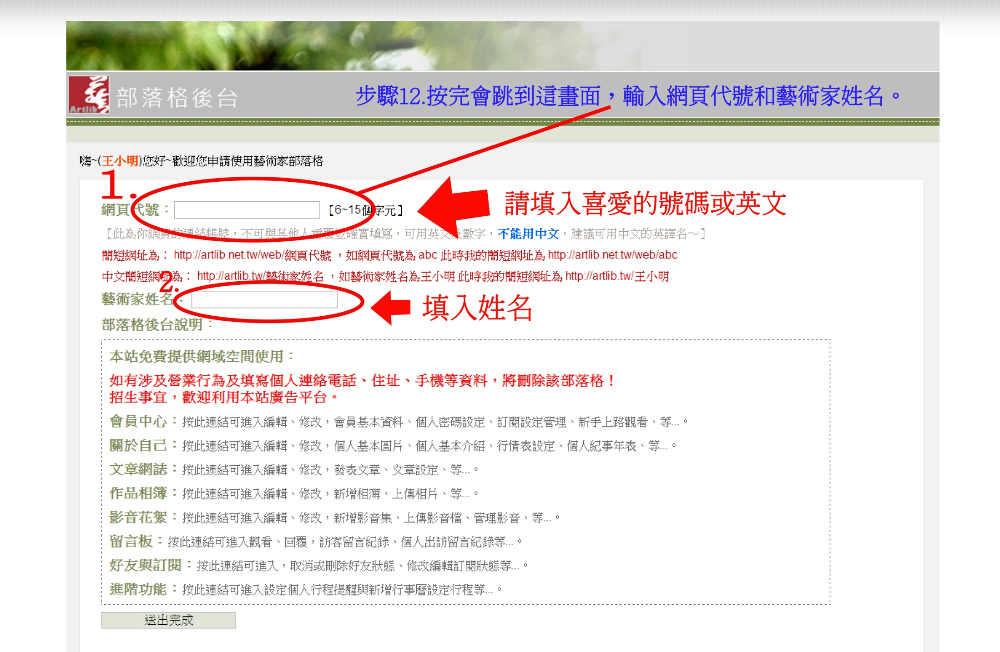 Artlib
部落格後台
步驟12.按完會跳到這畫面，輸入網頁代號和藝術家姓名。
嗨~(王小明)您好~歡迎您申請使用藝術家部落格
1.
網頁代號：【6~15個字元】
請填入喜愛的號碼或英文
【此為你網頁的連結帳號，不可與其他人重覆並確實填寫，可用英文及數字，不能用中文，建議可用中文的英譯名～】
簡短網址為： http://artlib.net.tw/web/網頁代號 ，如網頁代號為 abc 此時我的簡短網址為 http://artlib.net.tw/web/abc
中文簡短網址為： http://artlib.tw/藝術家姓名 ，如藝術家姓名為王小明 此時我的簡短網址為 http://artlib.tw/王小明
2.
藝術家姓名：
填入姓名
部落格後台說明：
本站免費提供網域空間使用：
如有涉及營業行為及填寫個人連絡電話、住址、手機等資料，將刪除該部落格！
招生事宜，歡迎利用本站廣告平台。
會員中心：按此連結可進入編輯、修改，會員基本資料、個人密碼設定、訂閱設定管理、新手上路觀看、等...。
關於自己：按此連結可進入編輯、修改，個人基本圖片、個人基本介紹、行情表設定、個人紀事年表、等...。
文章網誌：按此連結可進入編輯、修改，發表文章、文章設定、等...。
作品相簿：按此連結可進入編輯、修改，新增相簿、上傳相片、等...。
影音花絮：按此連結可進入編輯、修改，新增影音集、上傳影音檔、管理影音、等...。
留言板：按此連結可進入觀看、回覆，訪客留言紀錄、個人出訪留言紀錄等...。
好友與訂閱：按此連結可進入，取消或刪除好友狀態、修改編輯訂閱狀態等...。
進階功能：按此連結可進入設定個人行程提醒與新增行事曆設定行程等...。
送出完成